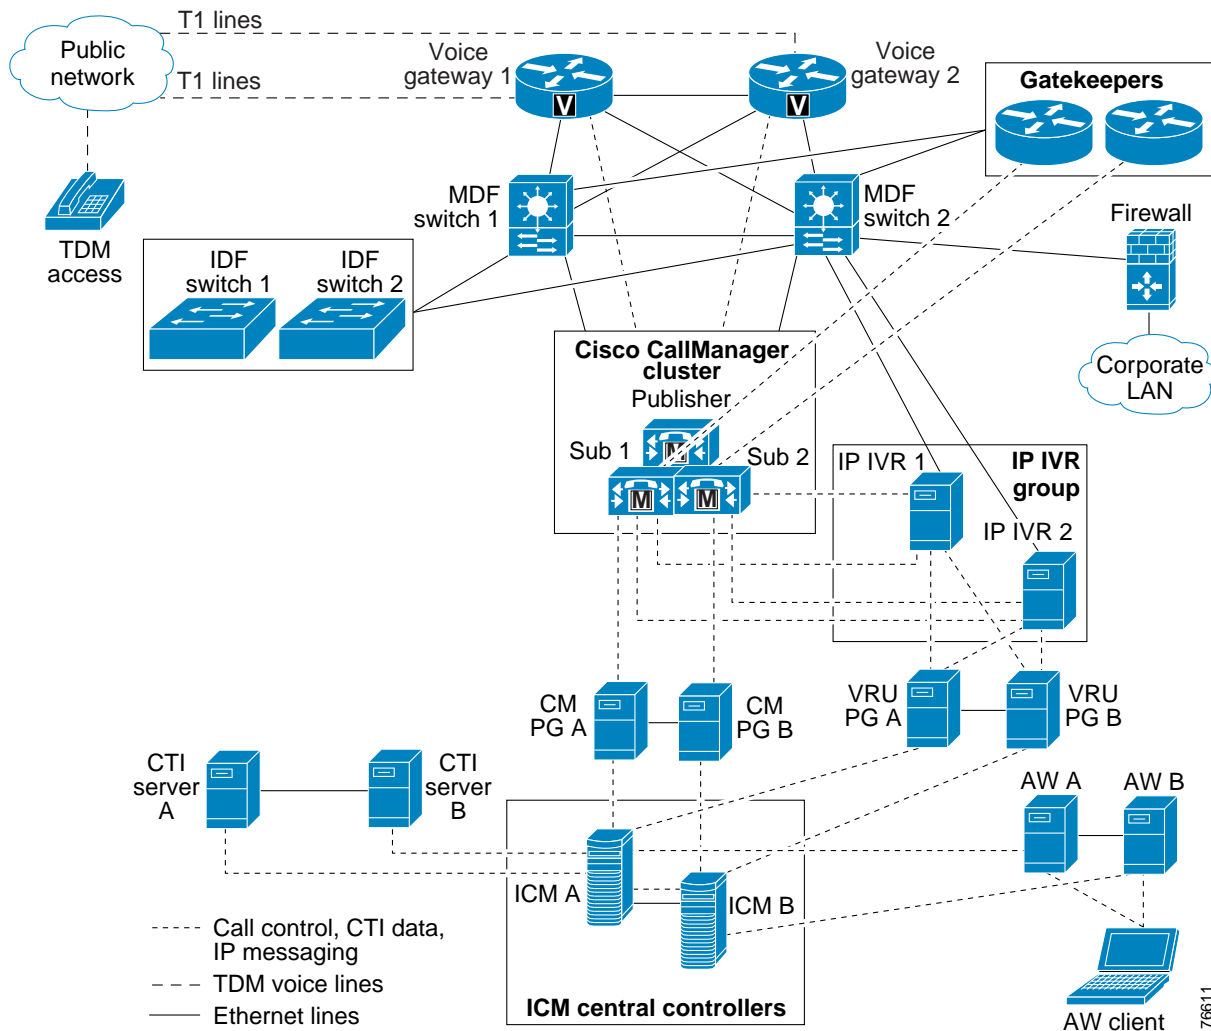 T1 lines
Public
network
T1 lines
Voice
gateway 1
V
Voice
gateway 2
V
Gatekeepers
TDM
access
MDF
switch 1
MDF
switch 2
Firewall
IDF
switch 1
IDF
switch 2
Corporate
LAN
Cisco CallManager
cluster
Publisher
M
Sub 1
M
Sub 2
M
IP IVR 1
IP IVR
group
IP IVR 2
CM
PG A
CM
PG B
VRU
PG A
VRU
PG B
CTI
server
A
CTI
server
B
AW A
AW B
ICM A
ICM B
ICM central controllers
Call control, CTI data,
IP messaging
TDM voice lines
Ethernet lines
AW client
76611